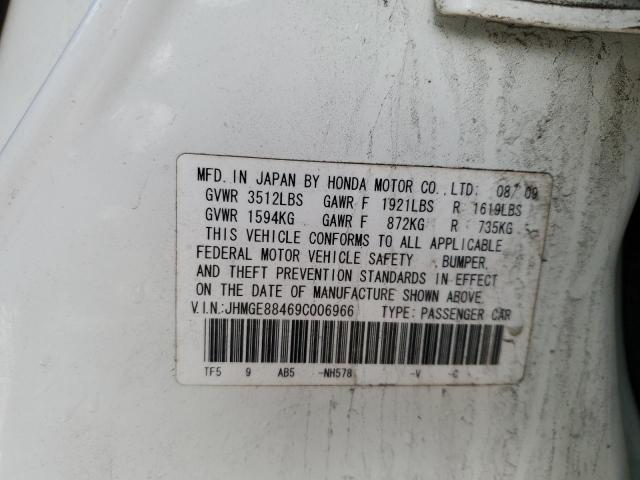 MFD. IN JAPAN BY HONDA MOTOR CO., LTD: 08/09
GVWR 3512LBS GAWR F 1921LBS R 1619LBS
GVWR 1594KG GAWR F 872KG R 735KG
THIS VEHICLE CONFORMS TO ALL APPLICABLE
FEDERAL MOTOR VEHICLE SAFETY , BUMPER,
AND THEFT PREVENTION STANDARDS IN EFFECT
ON THE DATE OF MANUFACTURE SHOWN ABOVE.
V.I.N.:JHMGE88469C006966 TYPE: PASSENGER CAR
TF5 9 AB5 -NH578 -V -C